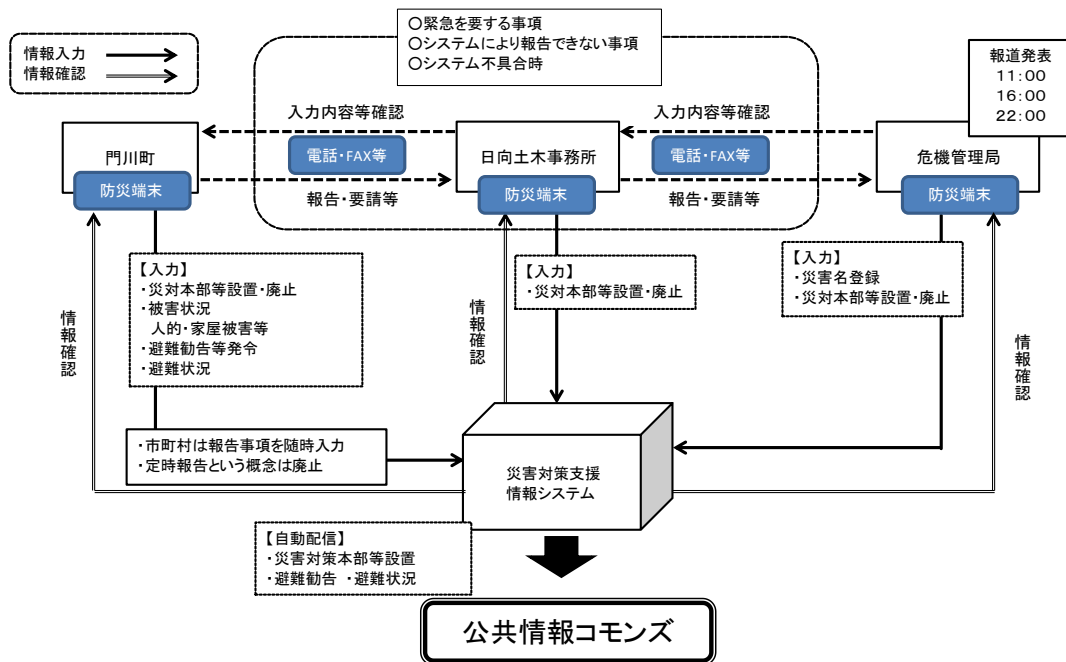 ○緊急を要する事項
○システムにより報告できない事項
○システム不具合時
情報入力
情報確認
報道発表
11:00
16:00
22:00
入力内容等確認
入力内容等確認
門川町
電話・FAX等
日向土木事務所
電話・FAX等
危機管理局
防災端末
報告・要請等
防災端末
報告・要請等
防災端末
【入力】
・災対本部等設置・廃止
・被害状況
人的・家屋被害等
・避難勧告等発令
・避難状況
【入力】
・災対本部等設置・廃止
【入力】
・災害名登録
・災対本部等設置・廃止
情報確認
情報確認
情報確認
・市町村は報告事項を随時入力
・定時報告という概念は廃止
災害対策支援
情報システム
【自動配信】
・災害対策本部等設置
・避難勧告 ・避難状況
公共情報コモンズ